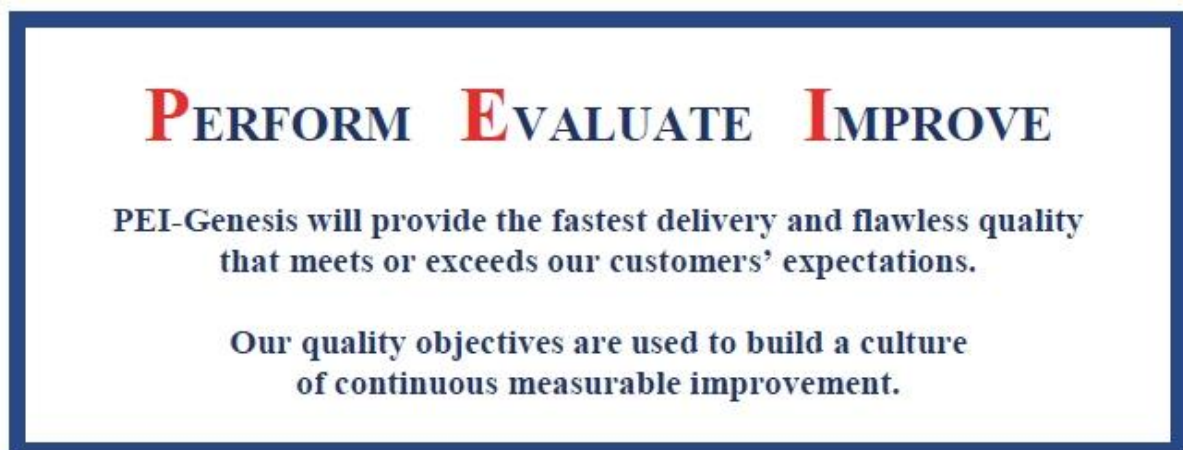 PERFORM EVALUATE IMPROVE
PEI-Genesis will provide the fastest delivery and flawless quality
that meets or exceeds our customers’ expectations.
Our quality objectives are used to build a culture
of continuous measurable improvement.